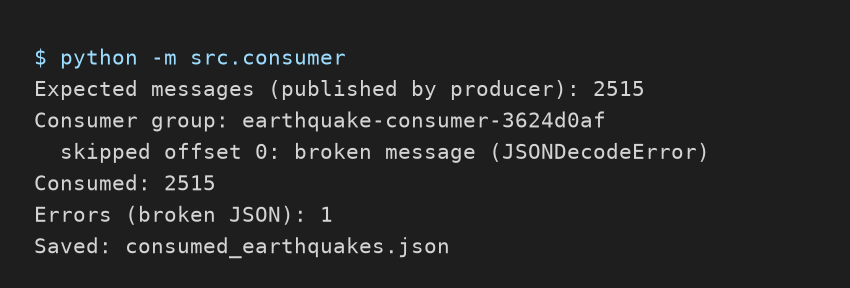 $ python -m src.consumer
Expected messages (published by producer): 2515
Consumer group: earthquake-consumer-3624d0af
  skipped offset 0: broken message (JSONDecodeError)
Consumed: 2515
Errors (broken JSON): 1
Saved: consumed_earthquakes.json